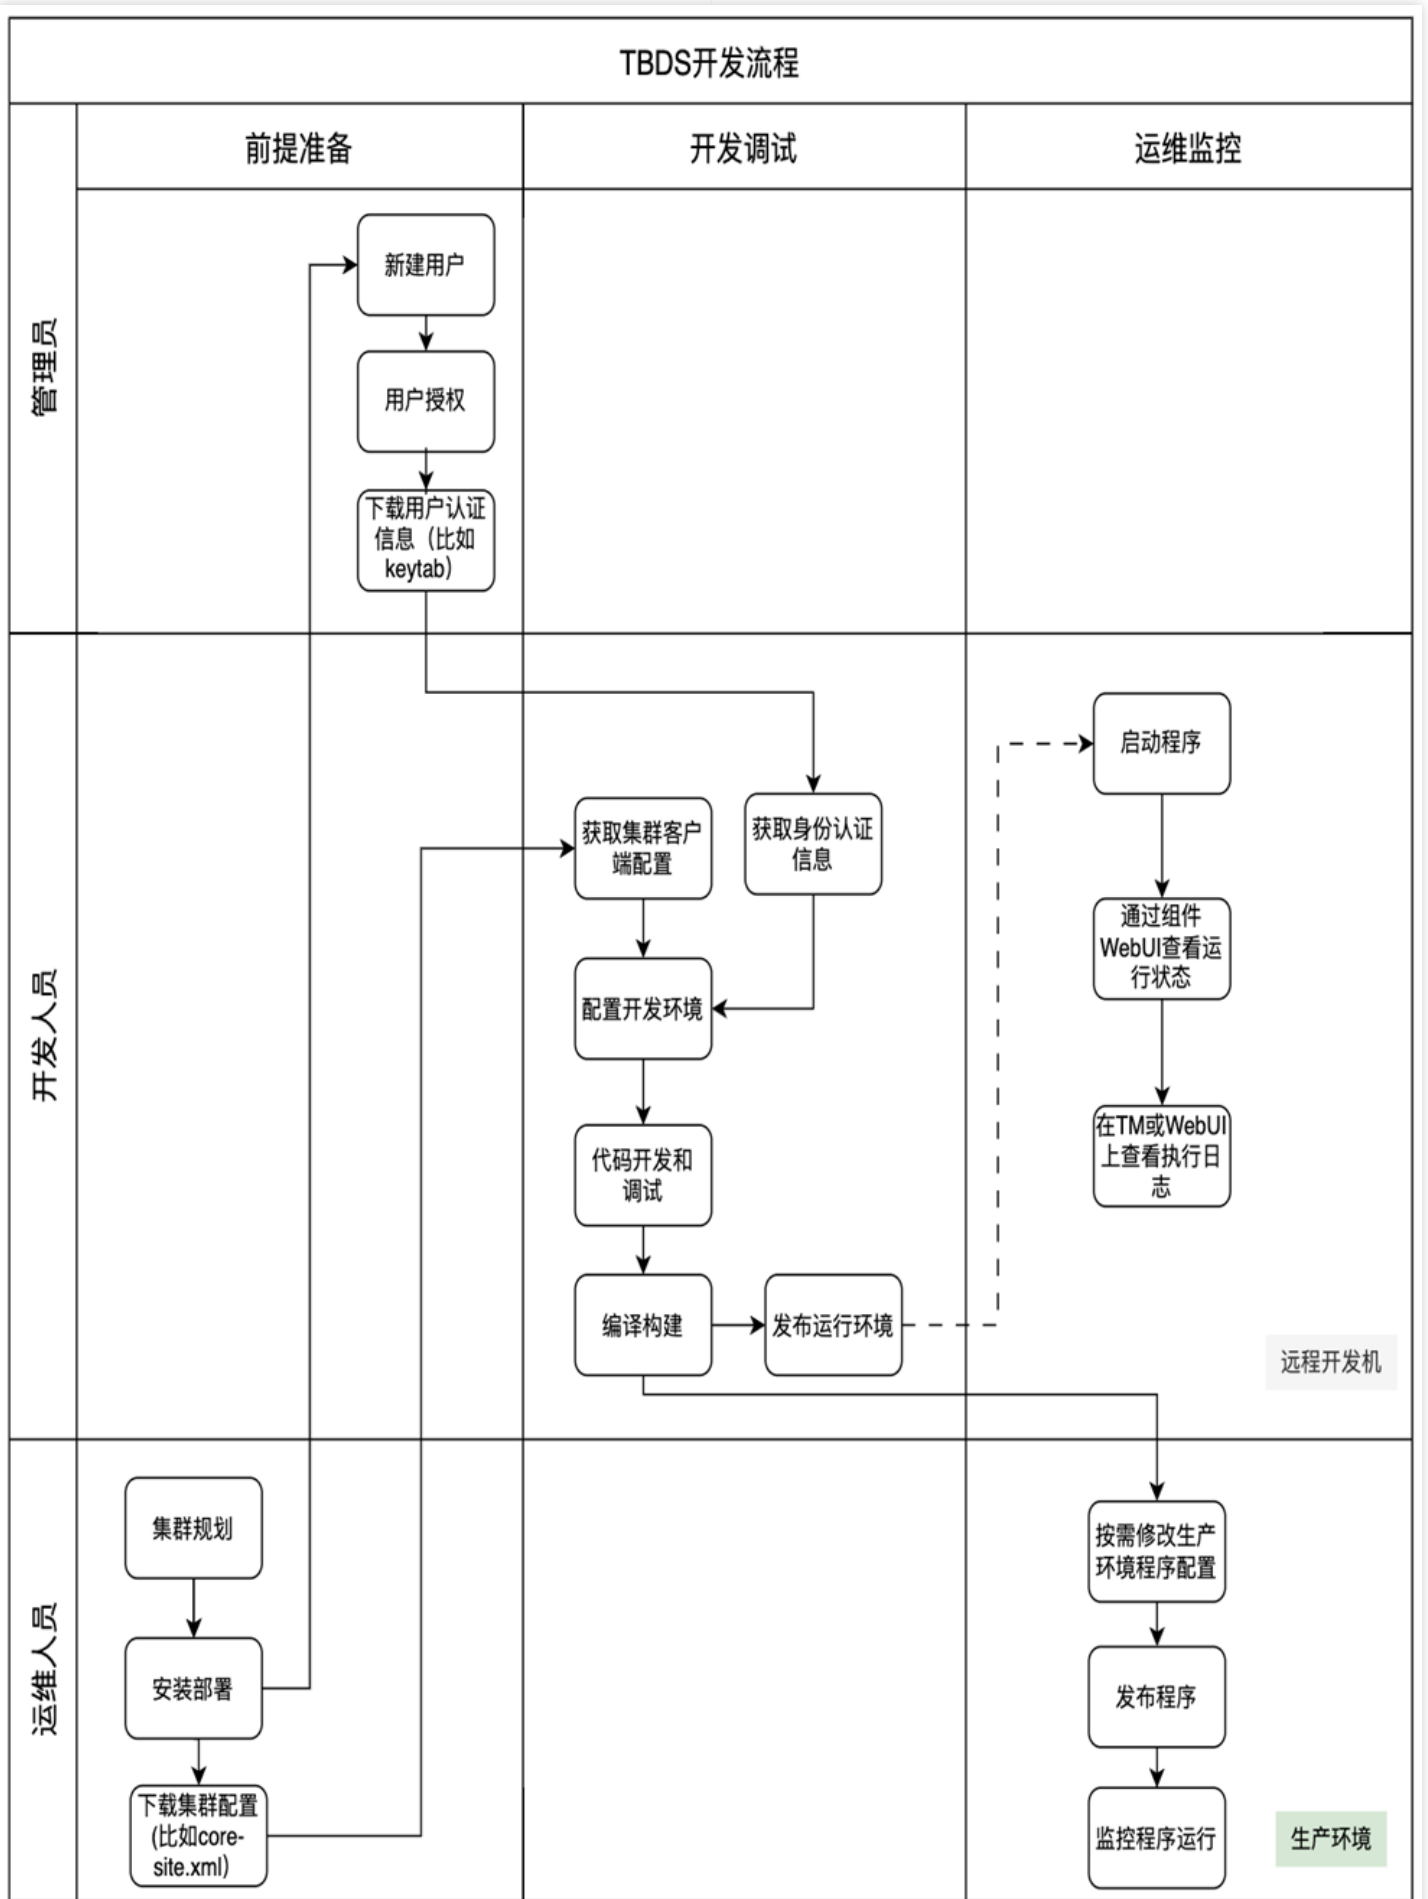 TBDS开发流程
前提准备
开发调试
运维监控
管理员
新建用户
用户授权
下载用户认证
信息（比如
keytab）
开发人员
获取集群客户
端配置
获取身份认证
信息
配置开发环境
代码开发和
调试
编译构建
发布运行环境
启动程序
通过组件
WebUI查看运
行状态
在TM或WebUI
上查看执行日
志
远程开发机
运维人员
集群规划
安装部署
下载集群配置
(比如core-
site.xml）
按需修改生产
环境程序配置
发布程序
监控程序运行
生产环境